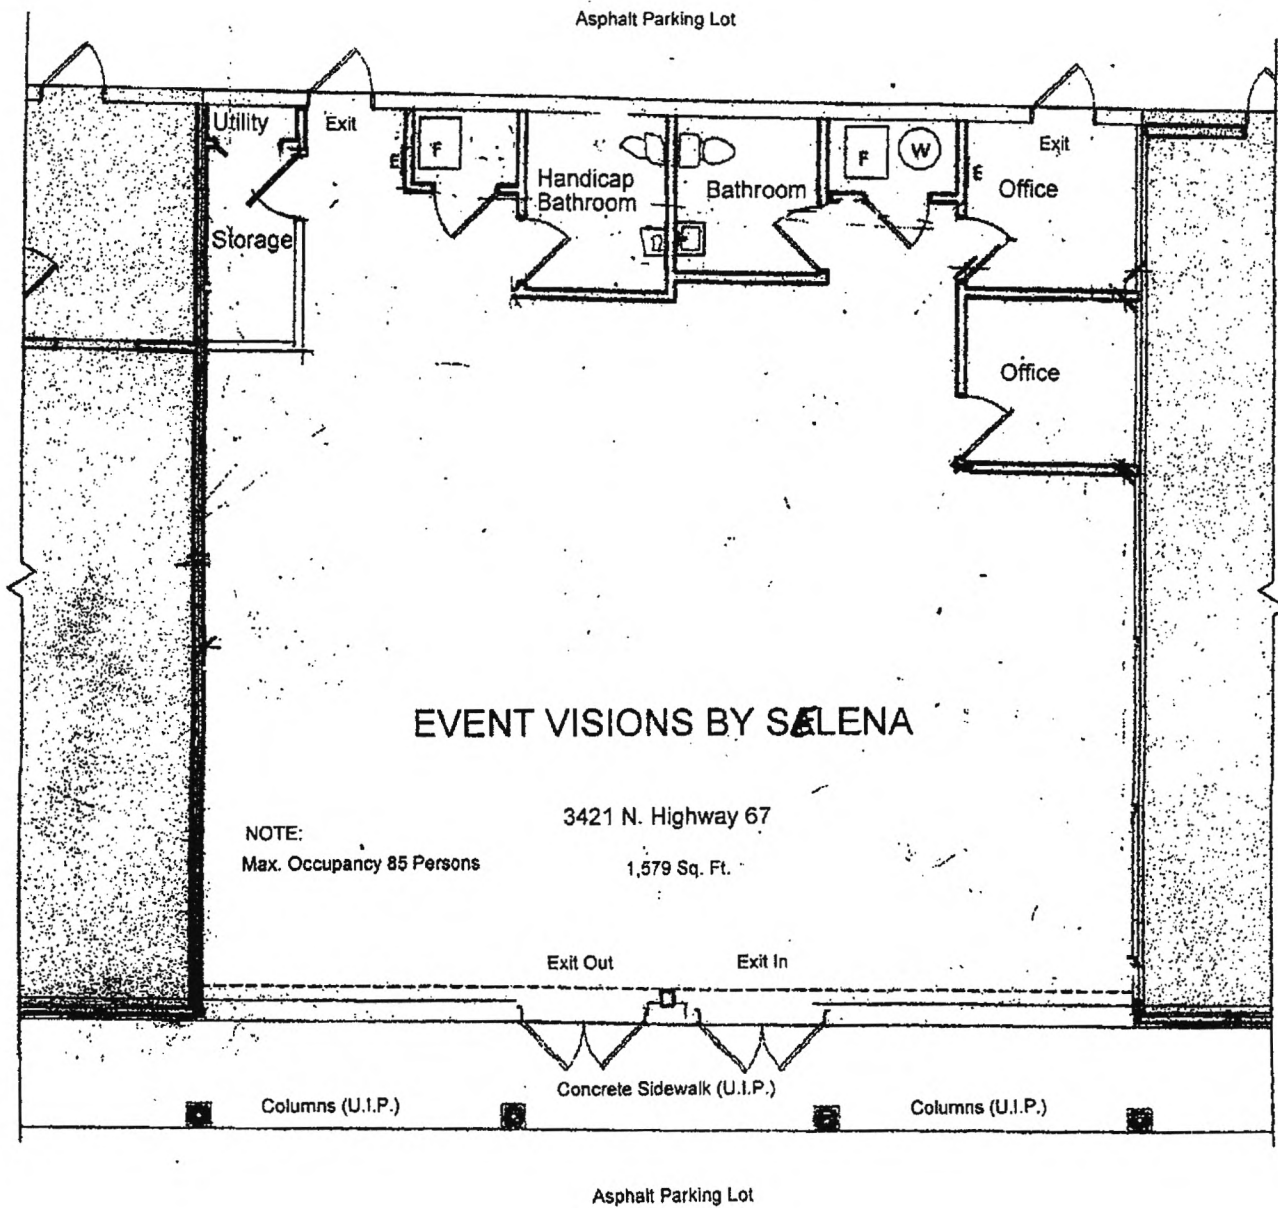 Asphalt Parking Lot
Utility
Exit
E
F
Handicap
Bathroom
Bathroom
F
W
E
Exit
Office
Storage
Office
EVENT VISIONS BY SELENA
3421 N. Highway 67
NOTE:
Max. Occupancy 85 Persons
1,579 Sq. Ft.
Exit Out
Exit In
Concrete Sidewalk (U.I.P.)
Columns (U.I.P.)
Columns (U.I.P.)
Asphalt Parking Lot